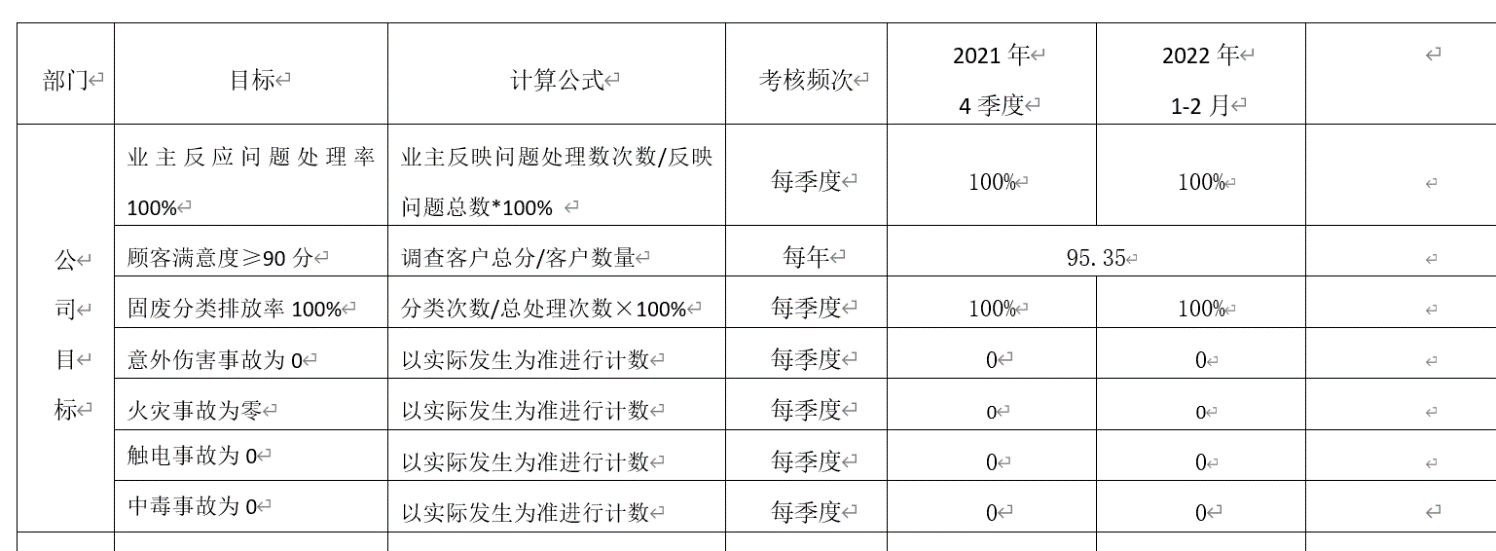 部门 目标 计算公式 考核频次 2021 年 2022 年
4 季度 1-2 月
公司目标
业主反应问题处理率 业主反映问题处理数次数/反映 每季度 100% 100%
100% 问题总数*100%
顾客满意度≥90 分 调查客户总分/客户数量 每年 95.35
固废分类排放率 100% 分类次数/总处理次数×100% 每季度 100% 100%
意外伤害事故为 0 以实际发生为准进行计数 每季度 0 0
火灾事故为零 以实际发生为准进行计数 每季度 0 0
触电事故为 0 以实际发生为准进行计数 每季度 0 0
中毒事故为 0 以实际发生为准进行计数 每季度 0 0